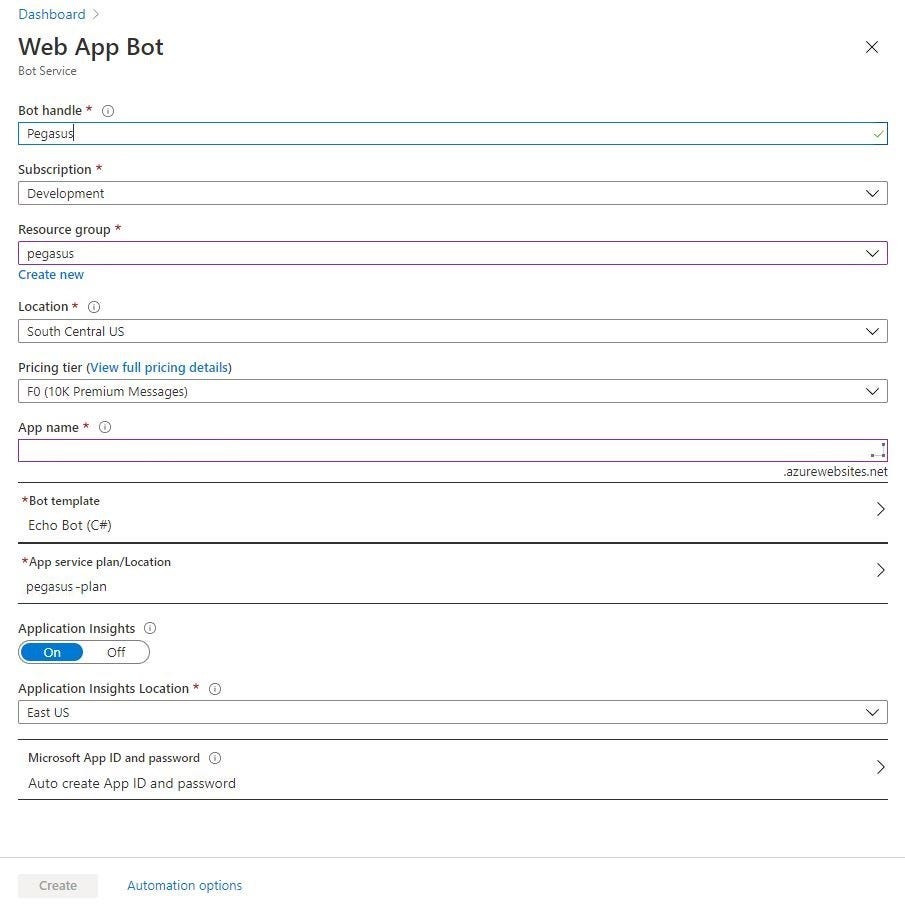 Dashboard >
Web App Bot
Bot Service
Bot handle *
Pegasus
Subscription *
Development
Resource group *
pegasus
Create new
Location *
South Central US
Pricing tier (View full pricing details)
F0 (10K Premium Messages)
App name *
.azurewebsites.net
*Bot template
Echo Bot (C#)
*App service plan/Location
pegasus-plan
Application Insights
On Off
Application Insights Location *
East US
Microsoft App ID and password
Auto create App ID and password
Create Automation options